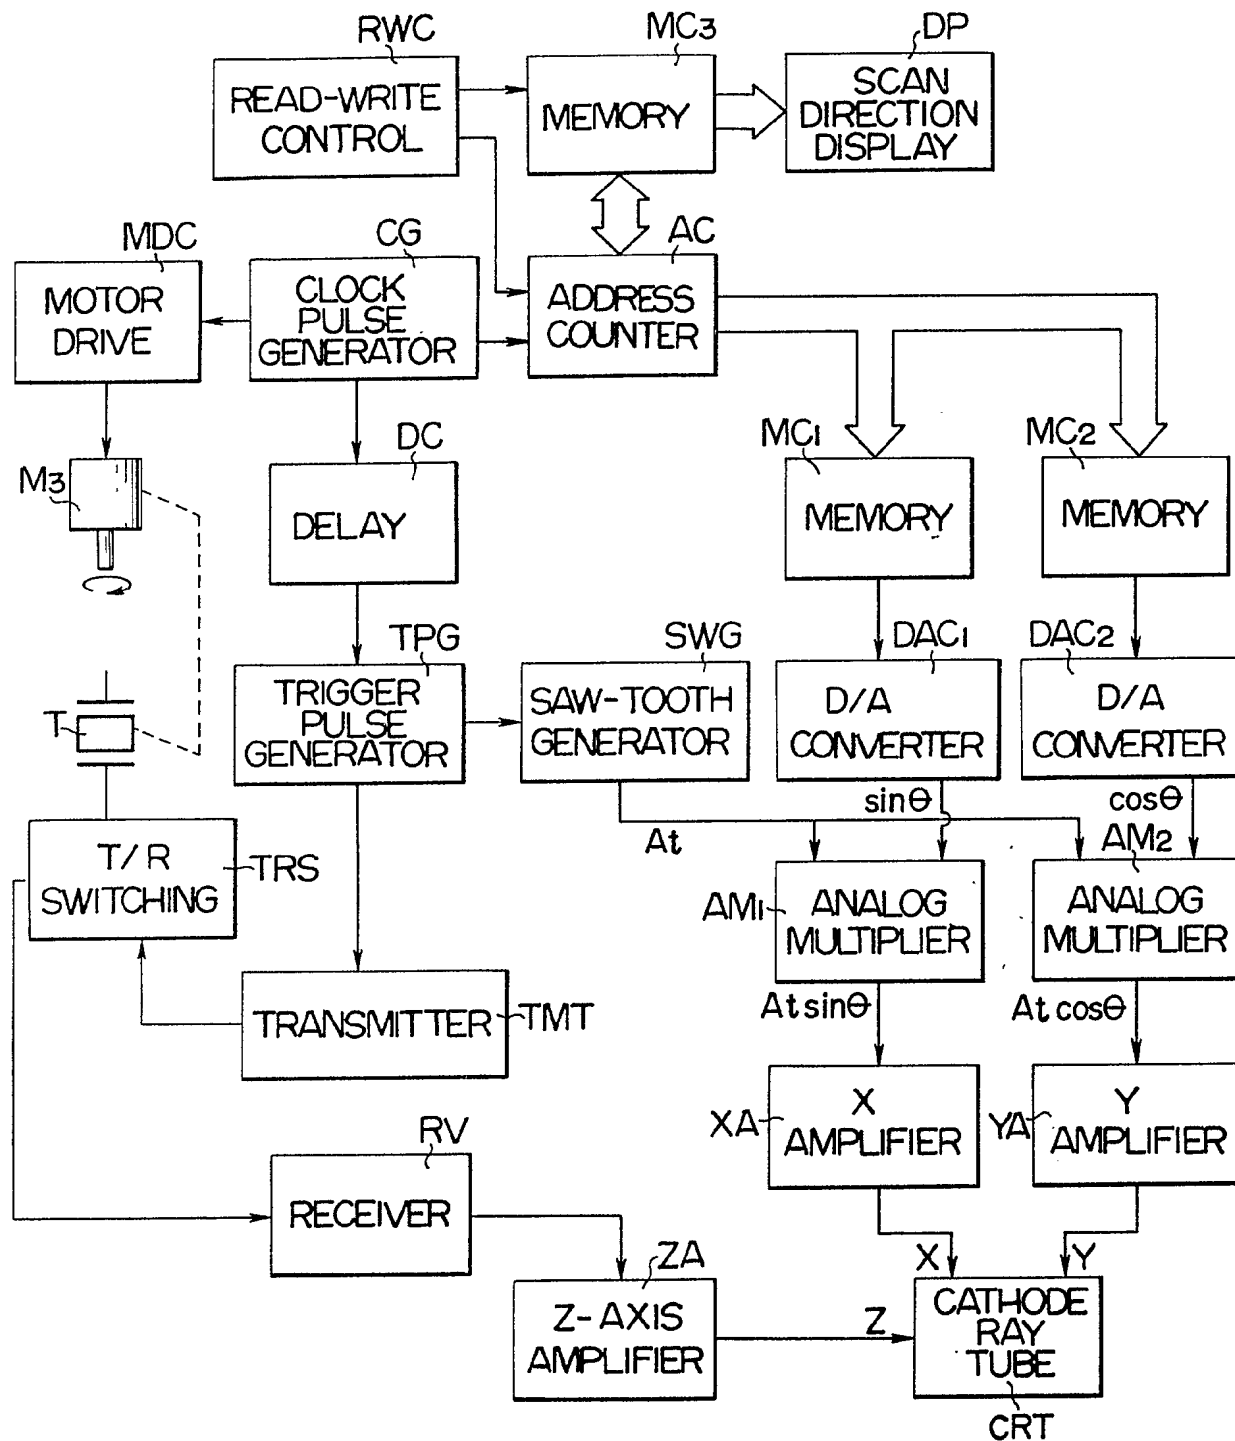 RWC
MC3
DP
READ-WRITE
CONTROL
MEMORY
SCAN
DIRECTION
DISPLAY
MDC
CG
AC
MOTOR
DRIVE
CLOCK
PULSE
GENERATOR
ADDRESS
COUNTER
M3
DC
MC1
MC2
DELAY
MEMORY
MEMORY
TPG
SWG
DAC1
DAC2
T
TRIGGER
PULSE
GENERATOR
SAW-TOOTH
GENERATOR
D/A
CONVERTER
D/A
CONVERTER
sinθ
cosθ
At
AM2
T/R
SWITCHING
TRS
AM1
ANALOG
MULTIPLIER
ANALOG
MULTIPLIER
TRANSMITTER
TMT
At sinθ
At cosθ
XA
X
AMPLIFIER
YA
Y
AMPLIFIER
RV
RECEIVER
X
Y
ZA
Z-AXIS
AMPLIFIER
Z
CATHODE
RAY
TUBE
CRT